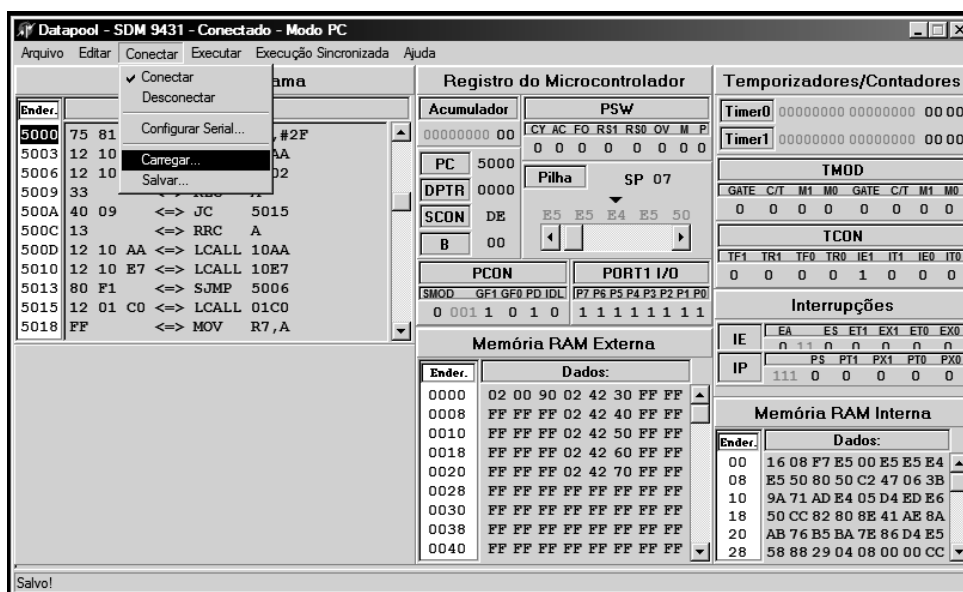 Datapool - SDM 9431 - Conectado - Modo PC
Arquivo Editar Conectar Executar Execução Sincronizada Ajuda
Conectar
Desconectar
Configurar Serial...
Carregar...
Salvar...
ama
Ender.
5000 75 81 ,#2F
5003 12 10 AA
5006 12 10 02
5009 33 <=> A
500A 40 09 <=> JC 5015
500C 13 <=> RRC A
500D 12 10 AA <=> LCALL 10AA
5010 12 10 E7 <=> LCALL 10E7
5013 80 F1 <=> SJMP 5006
5015 12 01 C0 <=> LCALL 01C0
5018 FF <=> MOV R7,A
Registro do Microcontrolador
Acumulador
00000000 00
PSW
CY AC FO RS1 RS0 OV M P
0 0 0 0 0 0 0 0
PC 5000
DPTR 0000
SCON DE
B 00
Pilha SP 07
E5 E5 E4 E5 50
PCON
SMOD GF1 GF0 PD IDL
0 001 1 0 1 0
PORT1 I/O
P7 P6 P5 P4 P3 P2 P1 P0
1 1 1 1 1 1 1 1
Memória RAM Externa
Ender. Dados:
0000 02 00 90 02 42 30 FF FF
0008 FF FF FF 02 42 40 FF FF
0010 FF FF FF 02 42 50 FF FF
0018 FF FF FF 02 42 60 FF FF
0020 FF FF FF 02 42 70 FF FF
0028 FF FF FF FF FF FF FF FF
0030 FF FF FF FF FF FF FF FF
0038 FF FF FF FF FF FF FF FF
0040 FF FF FF FF FF FF FF FF
Temporizadores/Contadores
Timer0 00000000 00000000 00 00
Timer1 00000000 00000000 00 00
TMOD
GATE C/T M1 M0 GATE C/T M1 M0
0 0 0 0 0 0 0 0
TCON
TF1 TR1 TF0 TR0 IE1 IT1 IE0 IT0
0 0 0 0 1 0 0 0
Interrupções
IE
EA ES ET1 EX1 ET0 EX0
0 11 0 0 0 0 0
IP
PS PT1 PX1 PT0 PX0
111 0 0 0 0 0
Memória RAM Interna
Ender. Dados:
00 16 08 F7 E5 00 E5 E5 E4
08 E5 50 80 50 C2 47 06 3B
10 9A 71 AD E4 05 D4 ED E6
18 50 CC 82 80 8E 41 AE 8A
20 AB 76 B5 BA 7E 86 D4 E5
28 58 88 29 04 08 00 00 CC
Salvo!